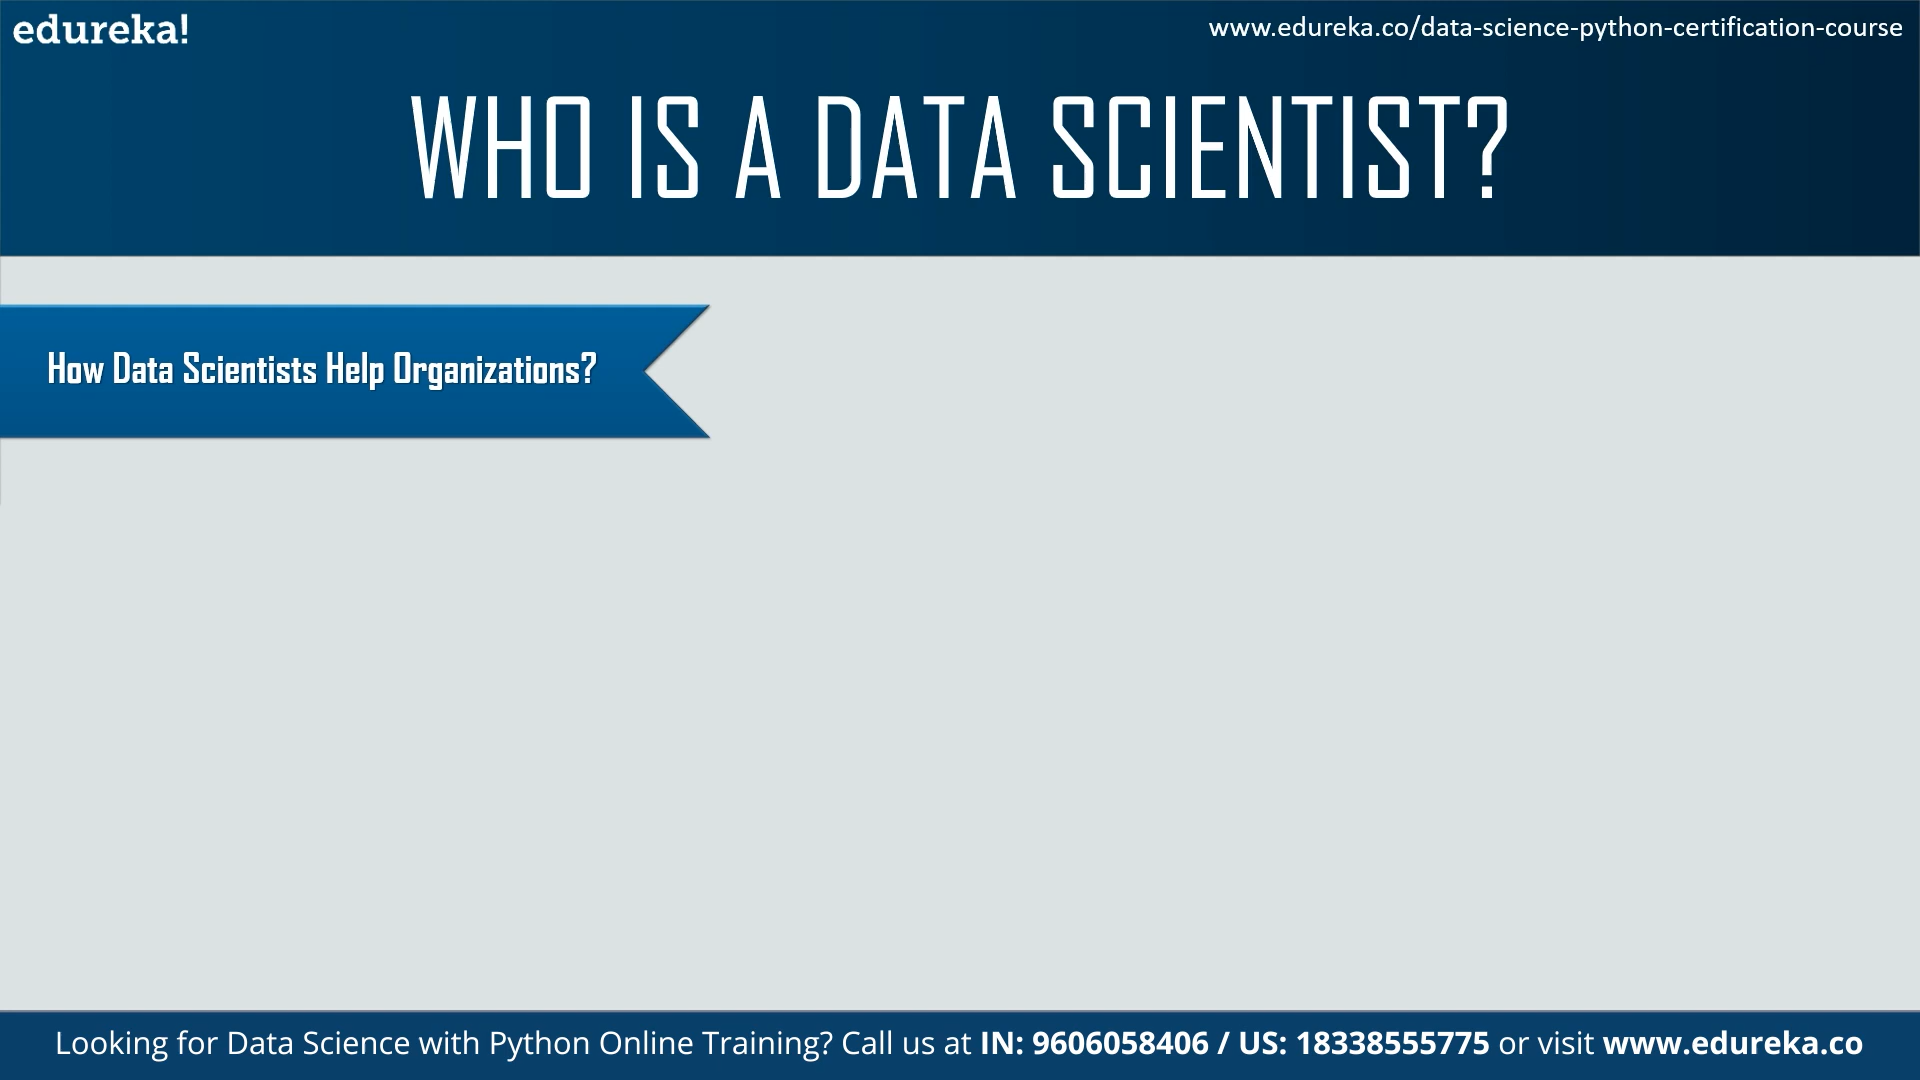 edureka!
www.edureka.co/data-science-python-certification-course
WHO IS A DATA SCIENTIST?
How Data Scientists Help Organizations?
Looking for Data Science with Python Online Training? Call us at IN: 9606058406 / US: 18338555775 or visit www.edureka.co